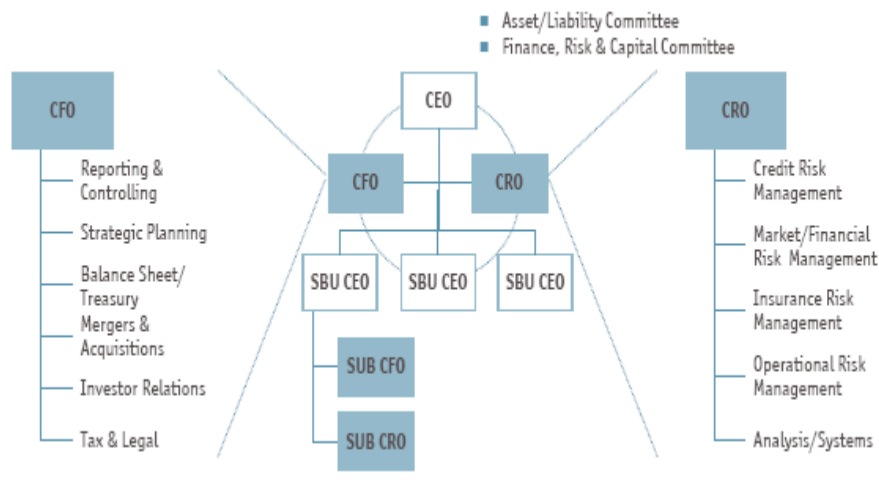 Asset/Liability Committee
Finance, Risk & Capital Committee
CFO
Reporting &
Controlling
Strategic Planning
Balance Sheet/
Treasury
Mergers &
Acquisitions
Investor Relations
Tax & Legal
CEO
CFO
CRO
SBU CEO
SBU CEO
SBU CEO
SUB CFO
SUB CRO
CRO
Credit Risk
Management
Market/Financial
Risk Management
Insurance Risk
Management
Operational Risk
Management
Analysis/Systems